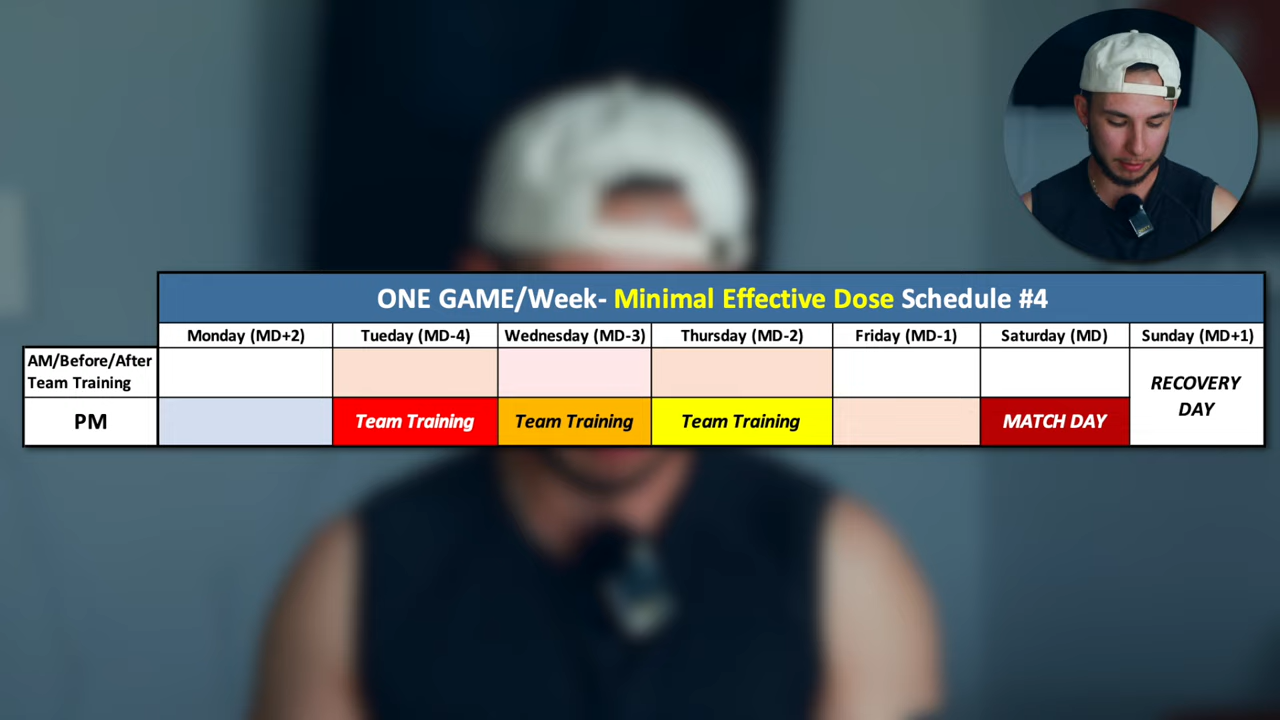 ONE GAME/Week- Minimal Effective Dose Schedule #4
Monday (MD+2) Tueday (MD-4) Wednesday (MD-3) Thursday (MD-2) Friday (MD-1) Saturday (MD) Sunday (MD+1)
AM/Before/After
Team Training
RECOVERY
DAY
PM Team Training Team Training Team Training MATCH DAY